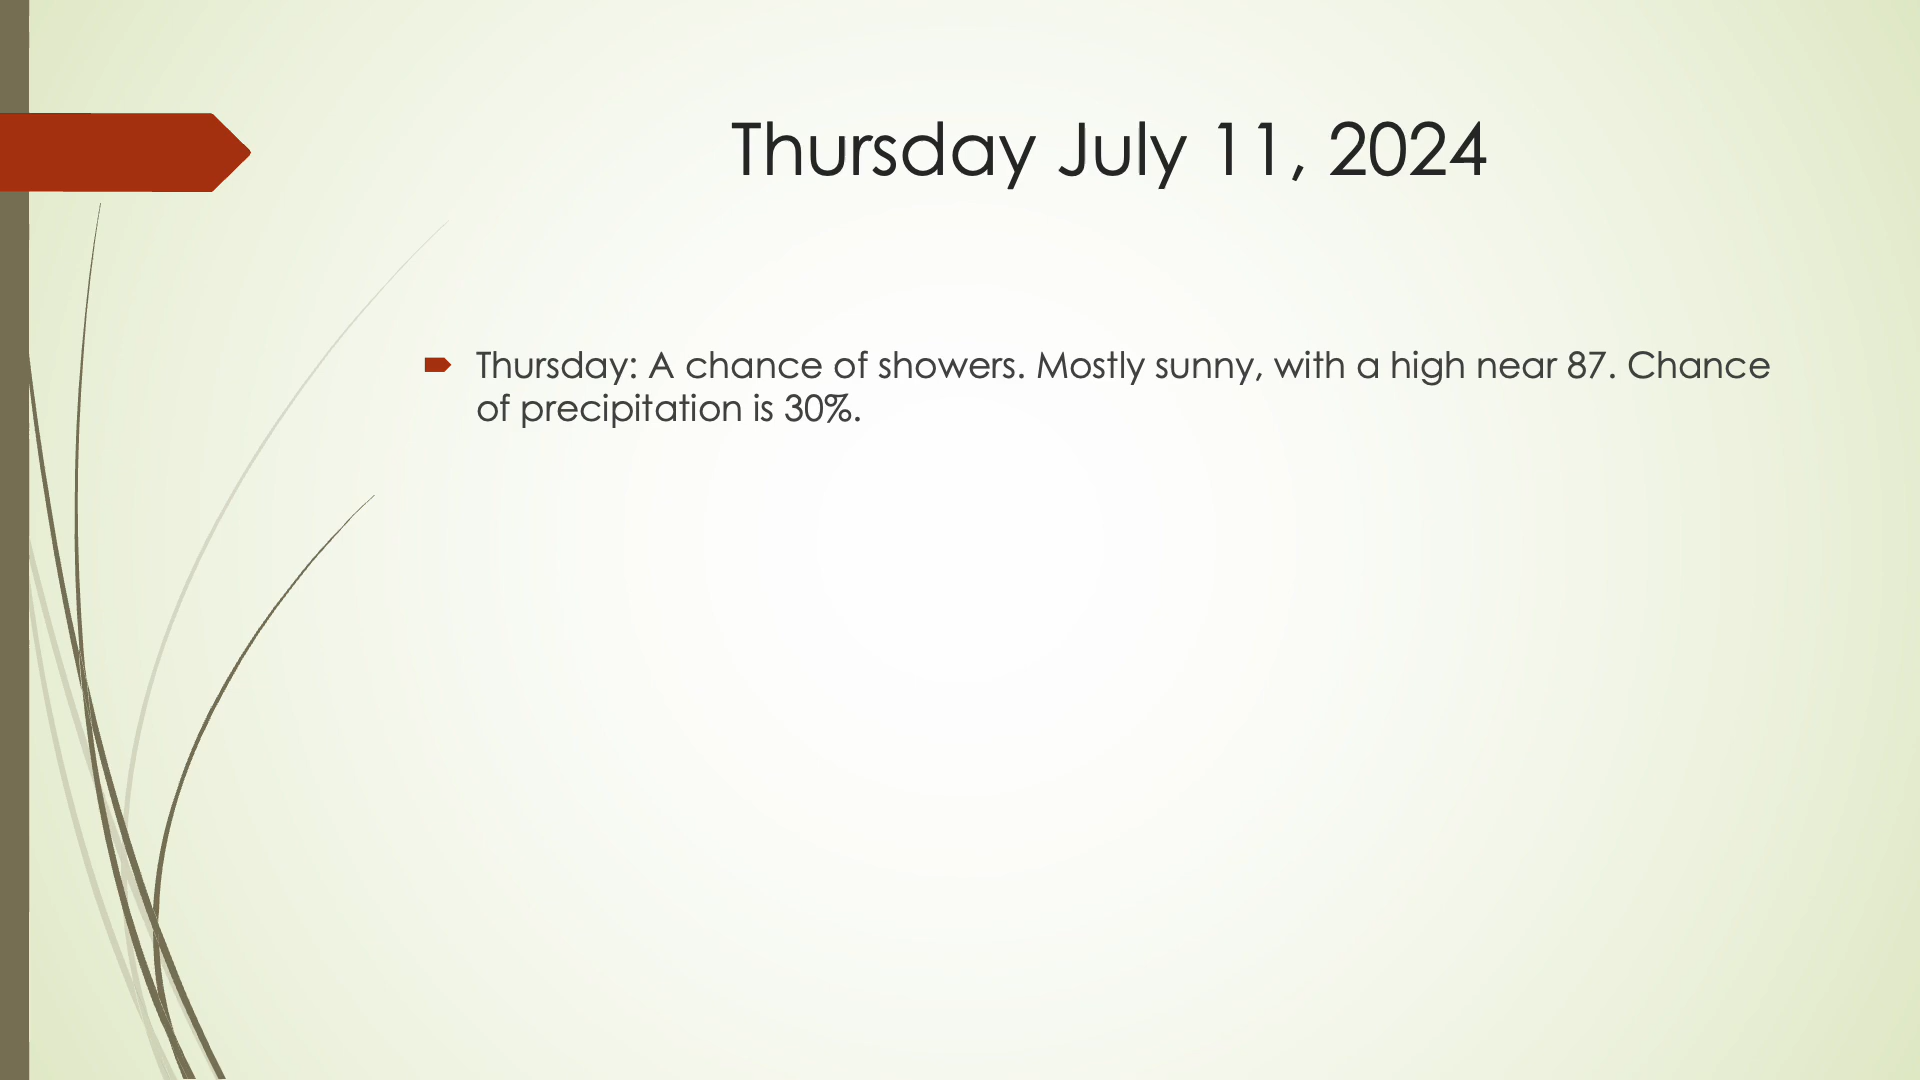 Thursday July 11, 2024
Thursday: A chance of showers. Mostly sunny, with a high near 87. Chance
of precipitation is 30%.